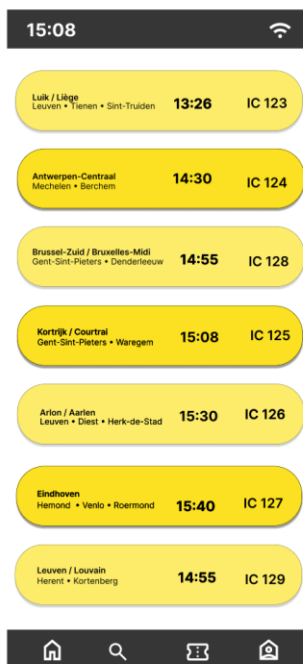 15:08
Luik / Liège
Leuven • Tienen • Sint-Truiden
13:26
IC 123
Antwerpen-Centraal
Mechelen • Berchem
14:30
IC 124
Brussel-Zuid / Bruxelles-Midi
Gent-Sint-Pieters • Denderleeuw
14:55
IC 128
Kortrijk / Courtrai
Gent-Sint-Pieters • Waregem
15:08
IC 125
Arlon / Aarlen
Leuven • Diest • Herk-de-Stad
15:30
IC 126
Eindhoven
Hemond • Venlo • Roermond
15:40
IC 127
Leuven / Louvain
Herent • Kortenberg
14:55
IC 129